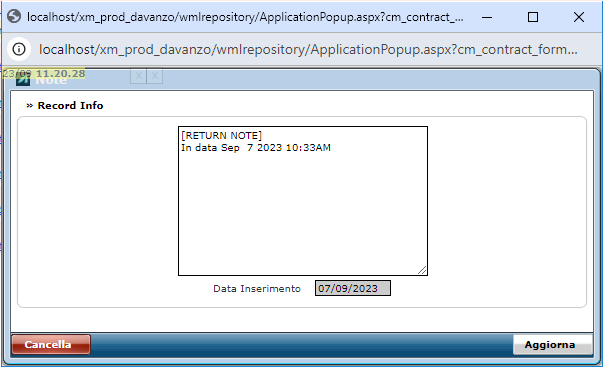 localhost/xm_prod_davanzo/wmlrepository/ApplicationPopup.aspx?cm_contract_...
localhost/xm_prod_davanzo/wmlrepository/ApplicationPopup.aspx?cm_contract_form...
23/09 11.20.28
Note
x x
» Record Info
[RETURN NOTE]
In data Sep  7 2023 10:33AM
Data Inserimento 07/09/2023
Cancella Aggiorna